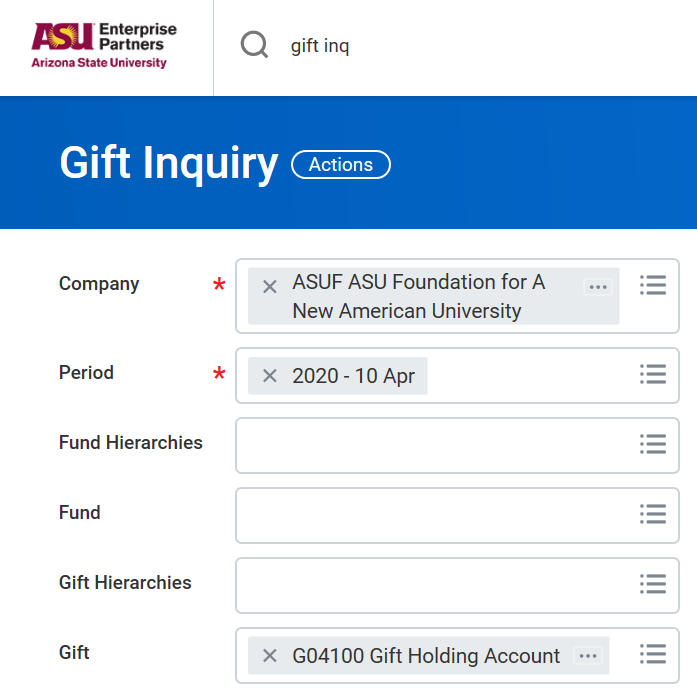 ASU Enterprise
Partners
Arizona State University
gift inq
Gift Inquiry Actions
Company * ASUF ASU Foundation for A
New American University
Period * 2020 - 10 Apr
Fund Hierarchies
Fund
Gift Hierarchies
Gift G04100 Gift Holding Account